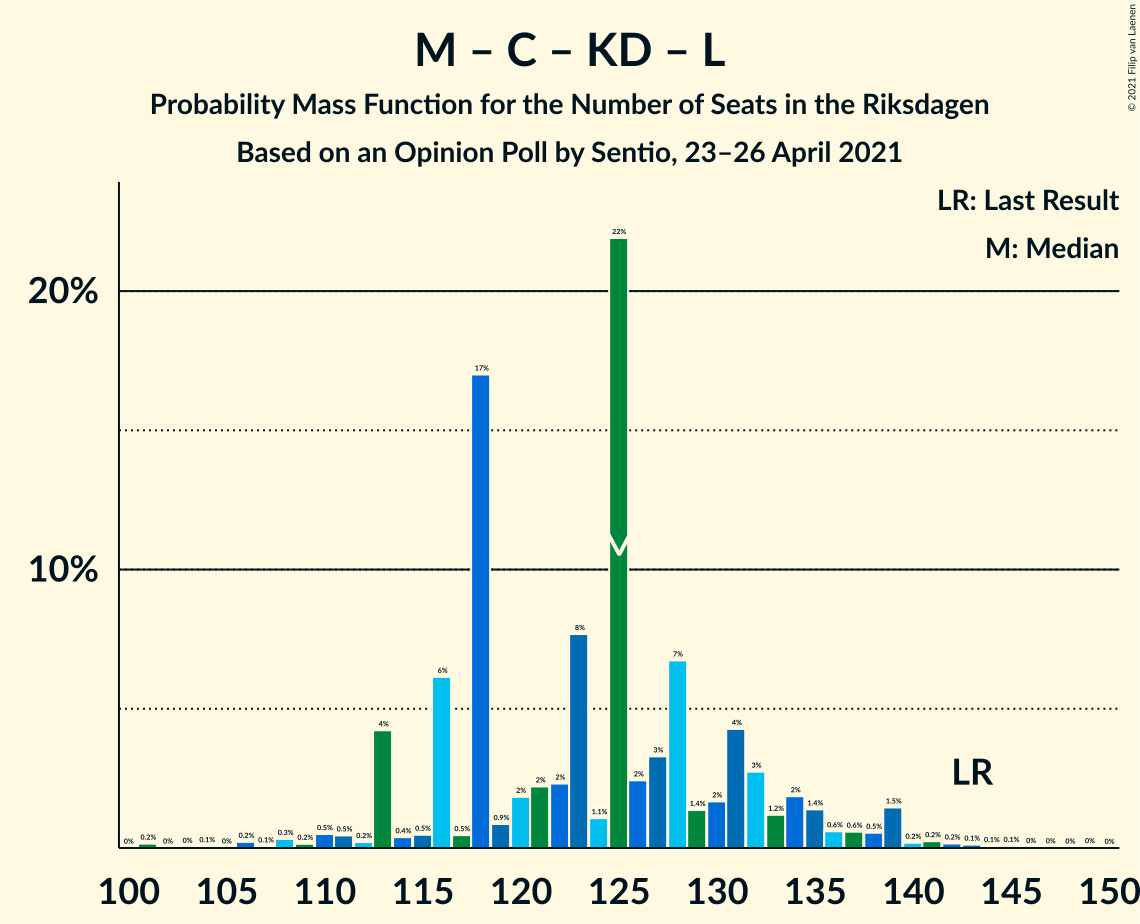 M – C – KD – L
Probability Mass Function for the Number of Seats in the Riksdagen
Based on an Opinion Poll by Sentio, 23–26 April 2021
© 2021 Filip van Laenen
LR: Last Result
M: Median
20%
10%
0% 0.2% 0% 0% 0.1% 0% 0.2% 0.1% 0.3% 0.2% 0.5% 0.5% 0.2% 4% 0.4% 0.5% 6% 0.5% 17% 0.9% 2% 2% 2% 8% 1.1% 22% 2% 3% 7% 1.4% 2% 4% 3% 1.2% 2% 1.4% 0.6% 0.6% 0.5% 1.5% 0.2% 0.2% 0.2% 0.1% 0.1% 0.1% 0% 0% 0% 0% 0%
M
LR
100 105 110 115 120 125 130 135 140 145 150